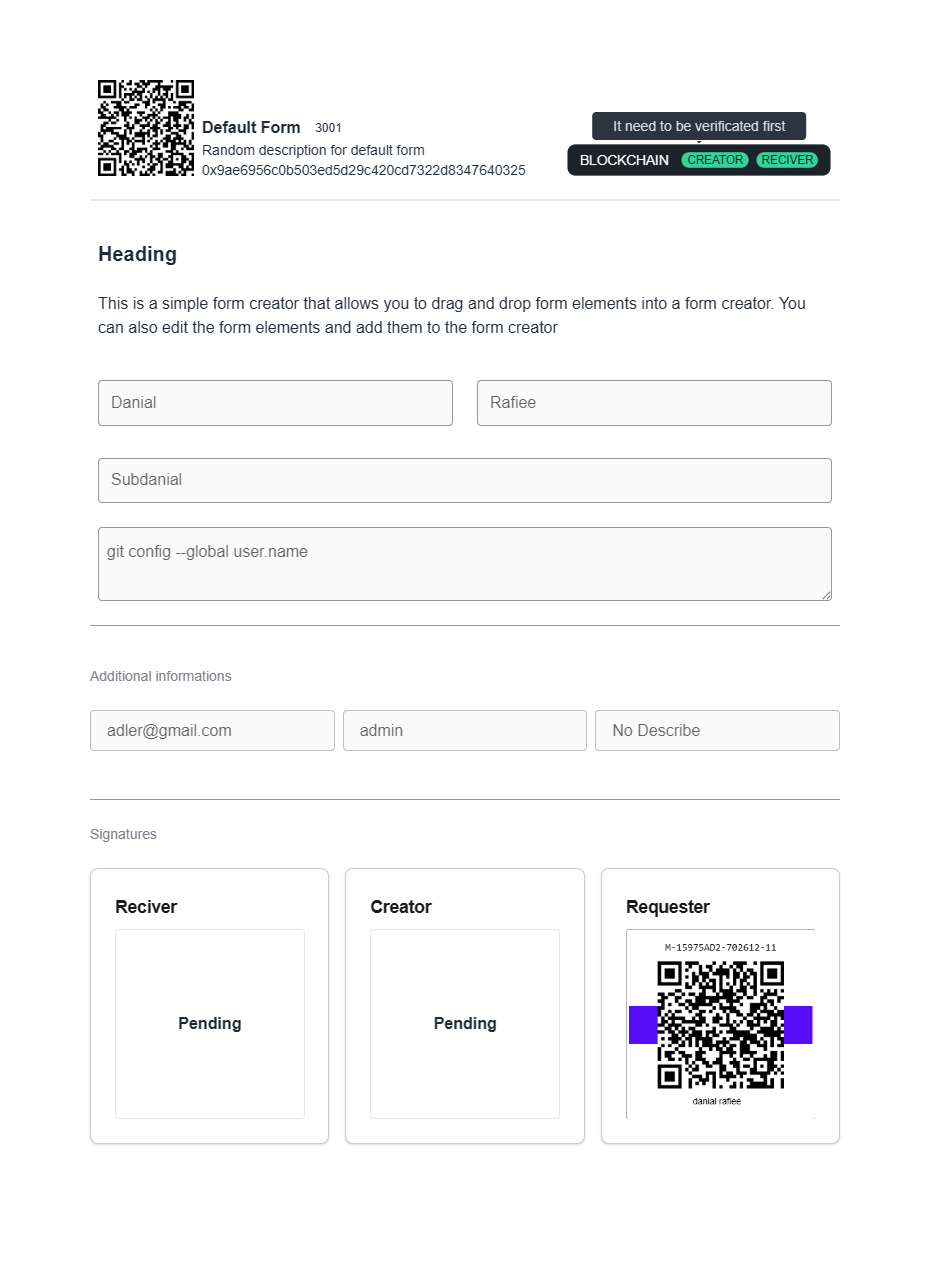 Default Form 3001
Random description for default form
0x9ae6956c0b503ed5d29c420cd7322d8347640325
It need to be verificated first
BLOCKCHAIN CREATOR RECIVER
Heading
This is a simple form creator that allows you to drag and drop form elements into a form creator. You
can also edit the form elements and add them to the form creator
Danial Rafiee
Subdanial
git config --global user.name
Additional informations
adler@gmail.com admin No Describe
Signatures
Reciver Creator Requester
M-15975AD2-702612-11
Pending Pending
danial rafiee